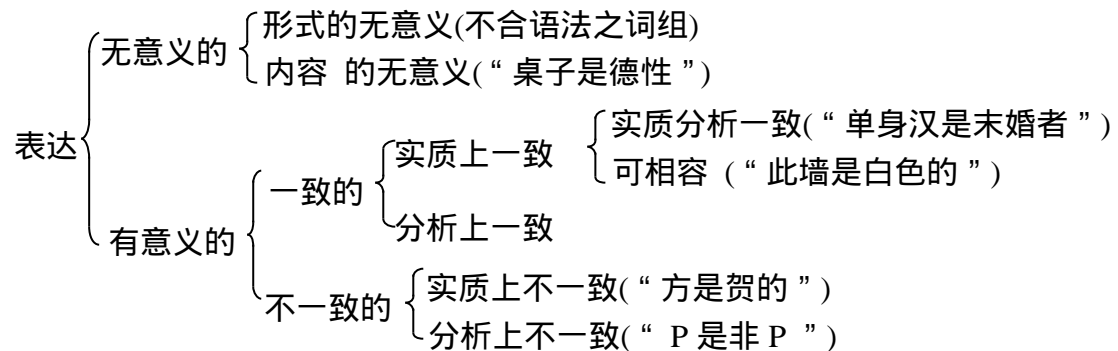 形式的无意义(不合语法之词组)
无意义的
内容 的无意义(“桌子是德性”)
表达
实质分析一致(“单身汉是末婚者”)
实质上一致
可相容 (“此墙是白色的”)
一致的
分析上一致
有意义的
实质上不一致(“方是贺的”)
不一致的
分析上不一致(“ P 是非 P ”)